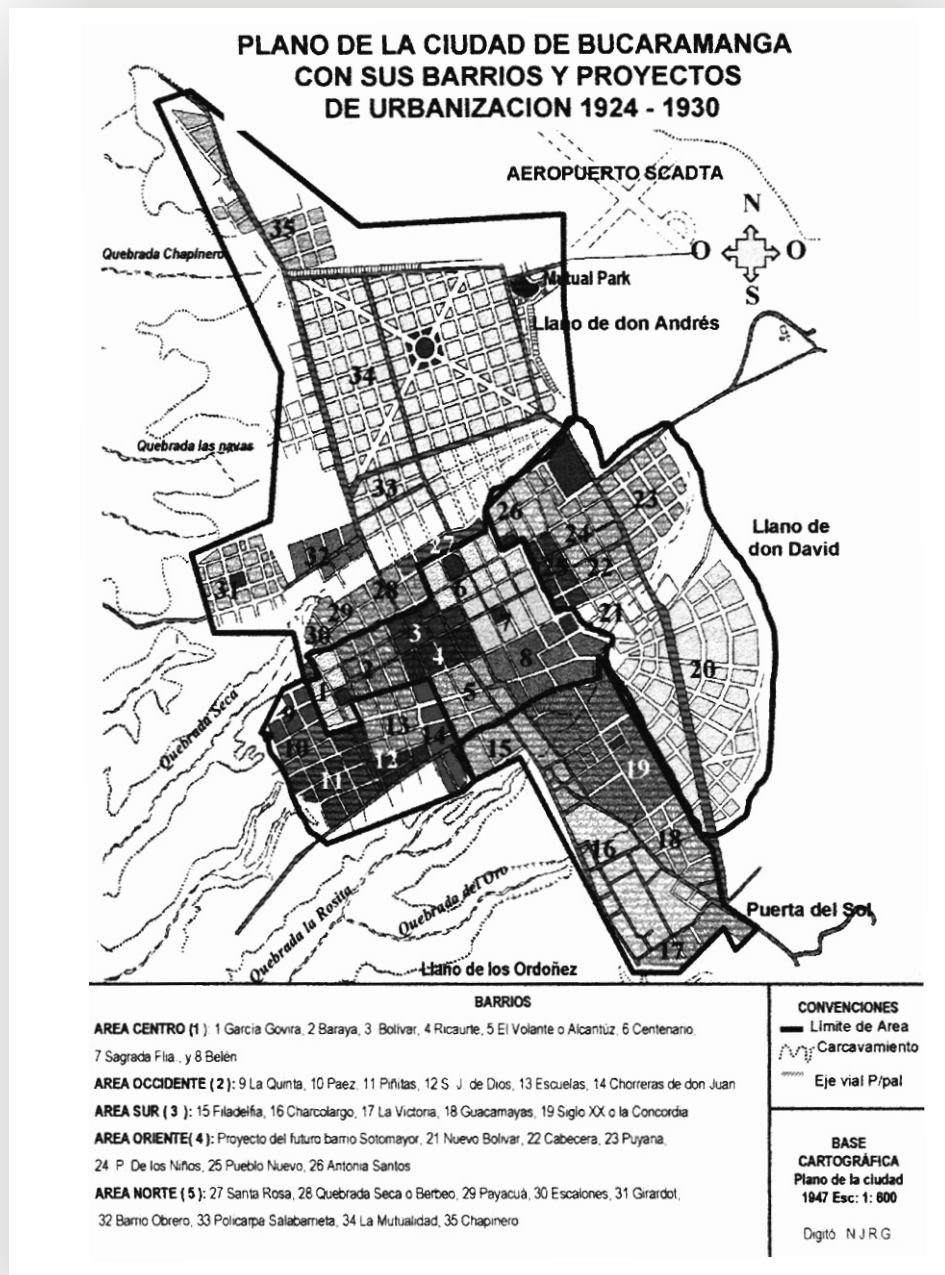 PLANO DE LA CIUDAD DE BUCARAMANGA
CON SUS BARRIOS Y PROYECTOS
DE URBANIZACION 1924 - 1930
AEROPUERTO SCADTA
N
O O
S
35
Quebrada Chapinero
Mutual Park
Llano de don Andrés
34
Quebrada las navas
33
23
26
Llano de
don David
24
27
32
22
31
28
6
29
21
7
30
3
4
8
20
2
1
5
9
13
14
10
15
12
19
11
Quebrada Seca
18
16
Quebrada la Rosita
Quebrada del Oro
Puerta del Sol
17
Llaño de los Ordoñez
BARRIOS
AREA CENTRO (1 ): 1 García Govira, 2 Baraya, 3 Bolívar, 4 Ricaurte, 5 El Volante o Alcantúz, 6 Centenario,
7 Sagrada Flia., y 8 Belén
AREA OCCIDENTE ( 2 ): 9 La Quinta, 10 Paez, 11 Piñitas, 12 S. J. de Dios, 13 Escuelas, 14 Chorreras de don Juan
AREA SUR ( 3 ): 15 Filadelfia, 16 Charcolargo, 17 La Victoria, 18 Guacamayas, 19 Siglo XX o la Concordia
AREA ORIENTE( 4 ): Proyecto del futuro barrio Sotomayor, 21 Nuevo Bolivar, 22 Cabecera, 23 Puyana,
24 P. De los Niños, 25 Pueblo Nuevo, 26 Antonia Santos
AREA NORTE ( 5 ): 27 Santa Rosa, 28 Quebrada Seca o Berbeo, 29 Payacuá, 30 Escalones, 31 Girardot,
32 Barrio Obrero, 33 Policarpa Salabarrieta, 34 La Mutualidad, 35 Chapinero
CONVENCIONES
Límite de Area
Carcavamiento
Eje vial P/pal
BASE
CARTOGRÁFICA
Plano de la ciudad
1947 Esc: 1: 600
Digitó N J R G